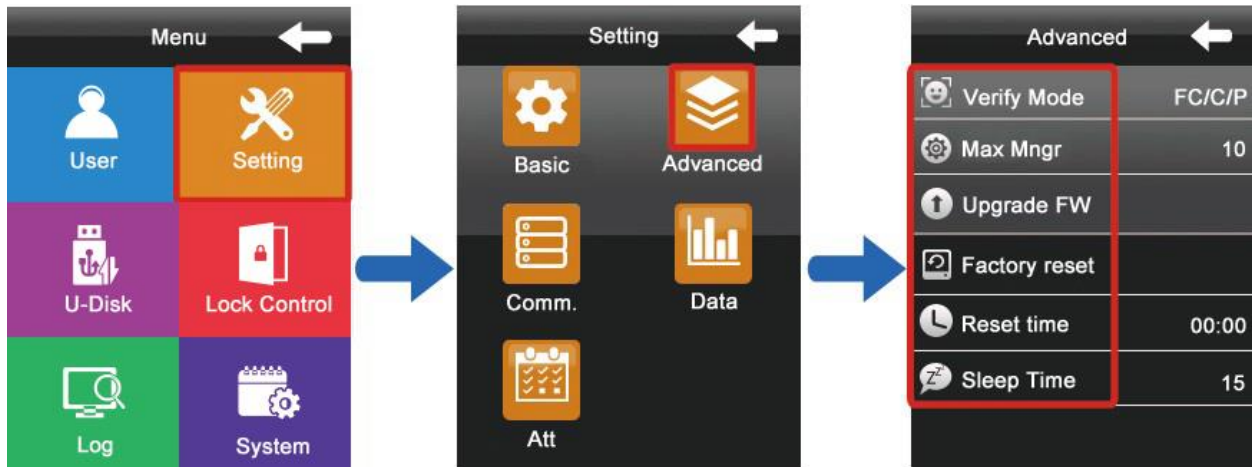 Menu
User
Setting
U-Disk
Lock Control
Log
System
Setting
Basic
Advanced
Comm.
Data
Att
Advanced
Verify Mode FC/C/P
Max Mngr 10
Upgrade FW
Factory reset
Reset time 00:00
Sleep Time 15